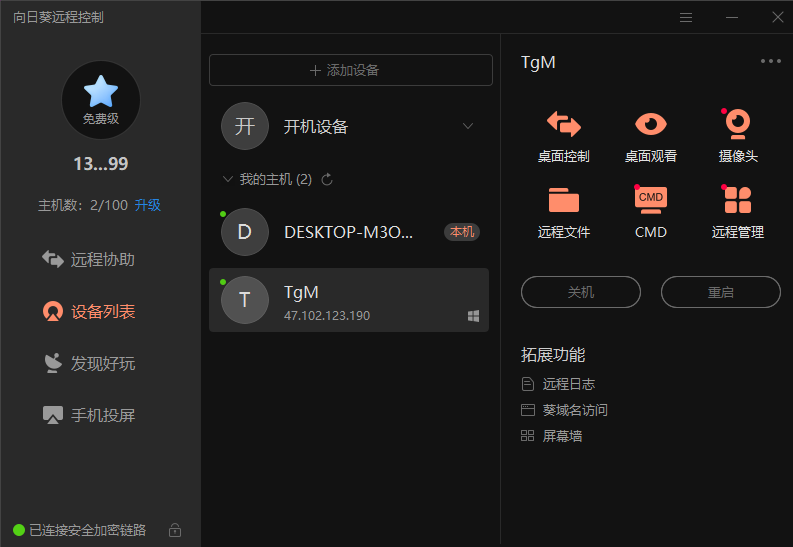 向日葵远程控制
免费级
13...99
主机数: 2/100 升级
远程协助
设备列表
发现好玩
手机投屏
已连接安全加密链路
添加设备
开 开机设备
我的主机 (2)
D DESKTOP-M3O... 本机
T TgM
47.102.123.190
TgM
桌面控制 桌面观看 摄像头
CMD
远程文件 CMD 远程管理
关机 重启
拓展功能
远程日志
葵域名访问
屏幕墙